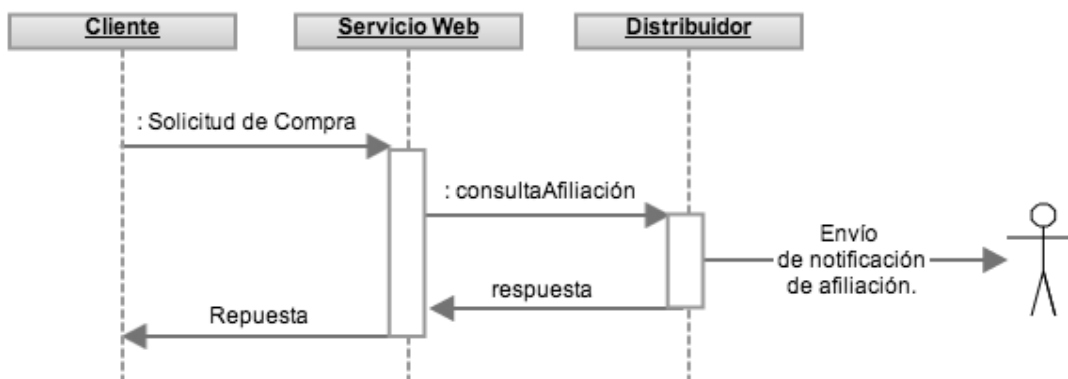 Cliente
Servicio Web
Distribuidor
: Solicitud de Compra
: consultaAfiliación
Envío
de notificación
de afiliación.
respuesta
Repuesta